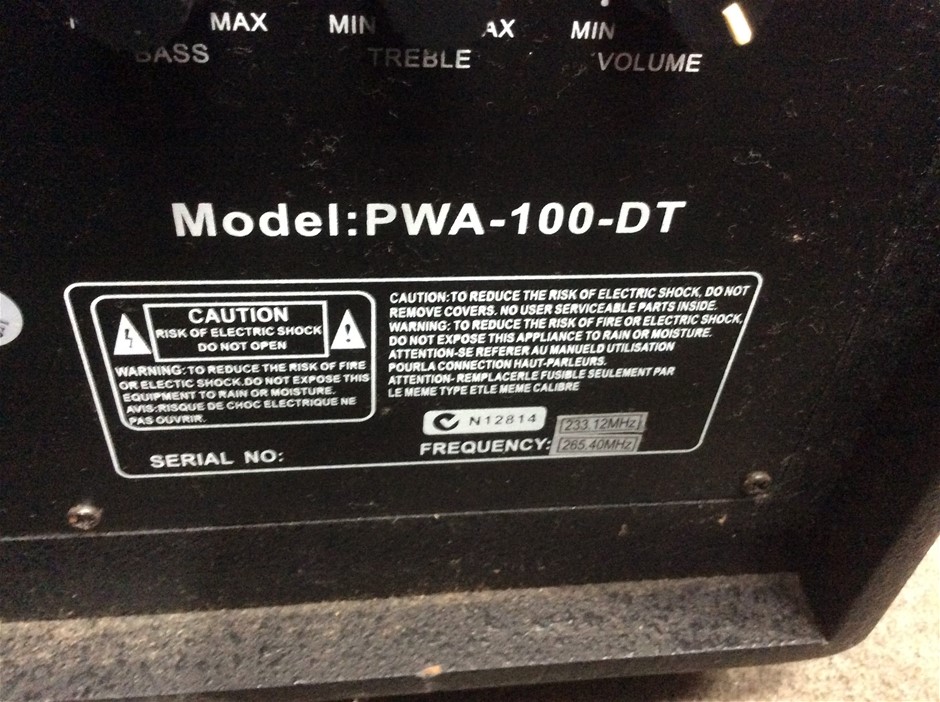 MAX MIN AX MIN
BASS TREBLE VOLUME
Model:PWA-100-DT
CAUTION
RISK OF ELECTRIC SHOCK
DO NOT OPEN
WARNING: TO REDUCE THE RISK OF FIRE
OR ELECTIC SHOCK.DO NOT EXPOSE THIS
EQUIPMENT TO RAIN OR MOISTURE.
AVIS:RISQUE DE CHOC ELECTRIQUE NE
PAS OUVRIR.
CAUTION:TO REDUCE THE RISK OF ELECTRIC SHOCK, DO NOT
REMOVE COVERS. NO USER SERVICEABLE PARTS INSIDE.
WARNING: TO REDUCE THE RISK OF FIRE OR ELECTRIC SHOCK,
DO NOT EXPOSE THIS APPLIANCE TO RAIN OR MOISTURE.
ATTENTION-SE REFERER AU MANUELD UTILISATION
POURLA CONNECTION HAUT-PARLEURS.
ATTENTION- REMPLACERLE FUSIBLE SEULEMENT PAR
LE MEME TYPE ETLE MEME CALIBRE
N12814
233.12MHz
FREQUENCY: 265.40MHz
SERIAL NO: